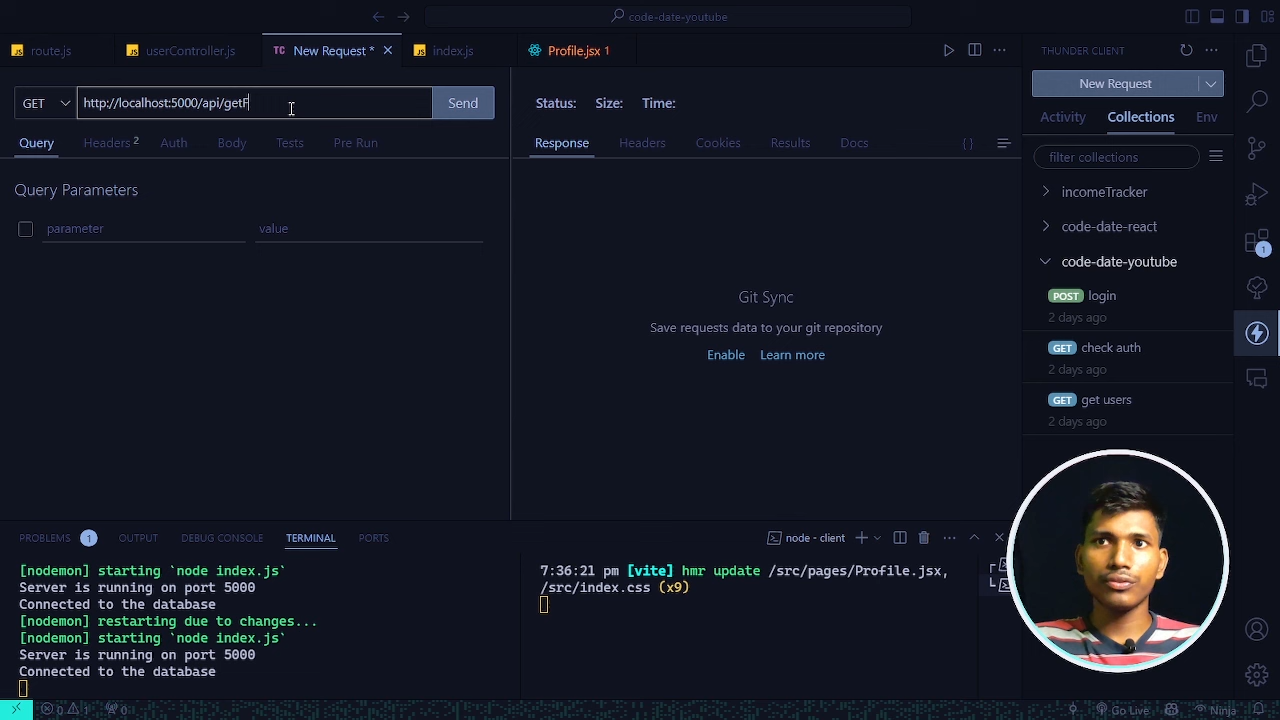 code-date-youtube
route.js
userController.js
TC New Request *
index.js
Profile.jsx 1
THUNDER CLIENT
GET
http://localhost:5000/api/getF
Send
Status: Size: Time:
New Request
Activity
Collections
Env
Query
Headers 2
Auth
Body
Tests
Pre Run
Response
Headers
Cookies
Results
Docs
{ }
filter collections
Query Parameters
parameter
value
incomeTracker
code-date-react
code-date-youtube
POST login
2 days ago
GET check auth
2 days ago
GET get users
2 days ago
1
Git Sync
Save requests data to your git repository
Enable
Learn more
PROBLEMS 1
OUTPUT
DEBUG CONSOLE
TERMINAL
PORTS
node - client
[nodemon] starting `node index.js`
Server is running on port 5000
Connected to the database
[nodemon] restarting due to changes...
[nodemon] starting `node index.js`
Server is running on port 5000
Connected to the database
7:36:21 pm [vite] hmr update /src/pages/Profile.jsx,
/src/index.css (x9)
0 1
0
Go Live
Ninja